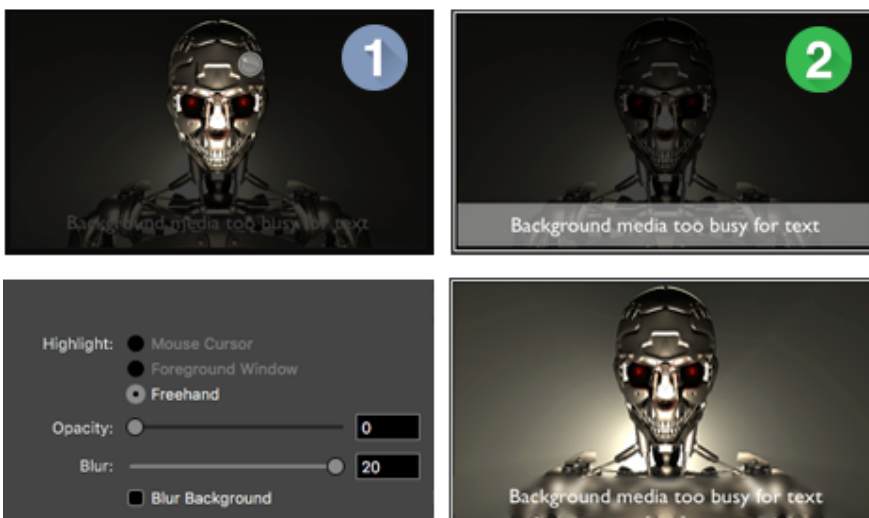 1
Background media too busy for text
2
Background media too busy for text
Highlight: Mouse Cursor
Foreground Window
Freehand
Opacity: 0
Blur: 20
Blur Background
Background media too busy for text